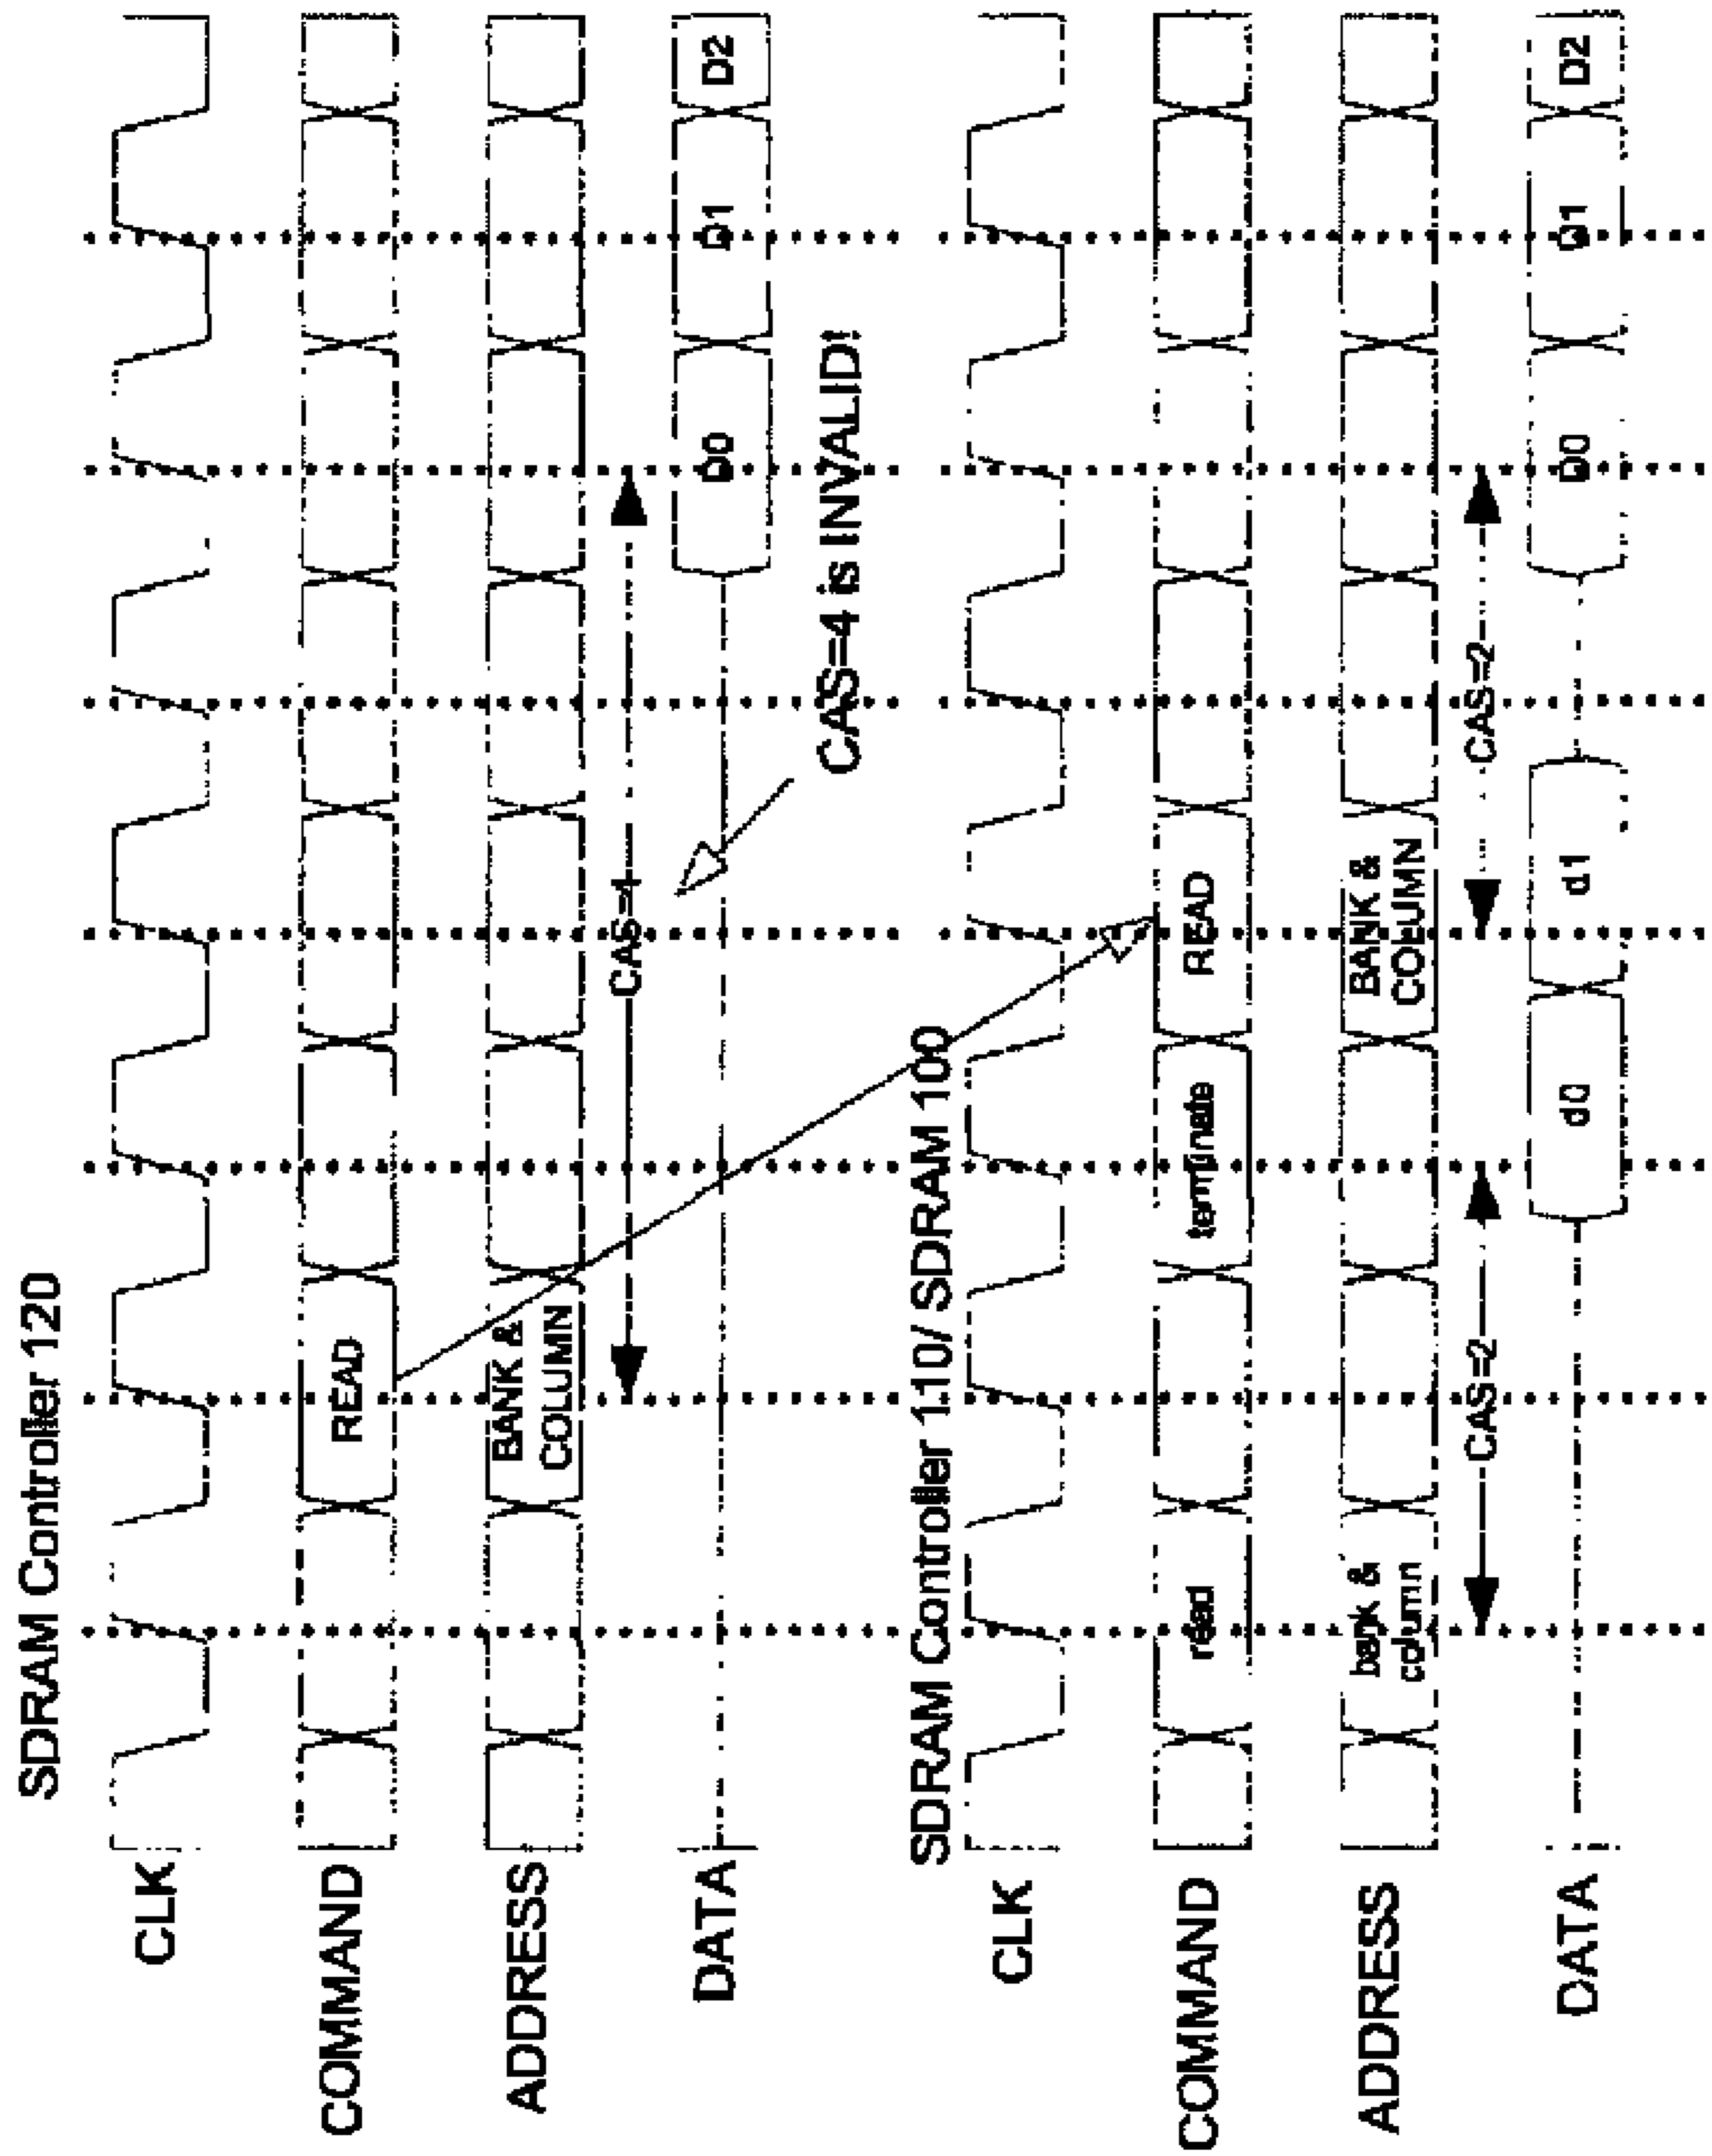 SDRAM Controller 120
CLK
COMMAND
READ
ADDRESS
BANK &
COLUMN
CAS=4
DATA
D0
D1
D2
CAS=4 is INVALID!
SDRAM Controller 110/ SDRAM 100
CLK
COMMAND
read
terminate
READ
ADDRESS
bank &
column
BANK &
COLUMN
CAS=2
CAS=2
DATA
d0
d1
D0
D1
D2